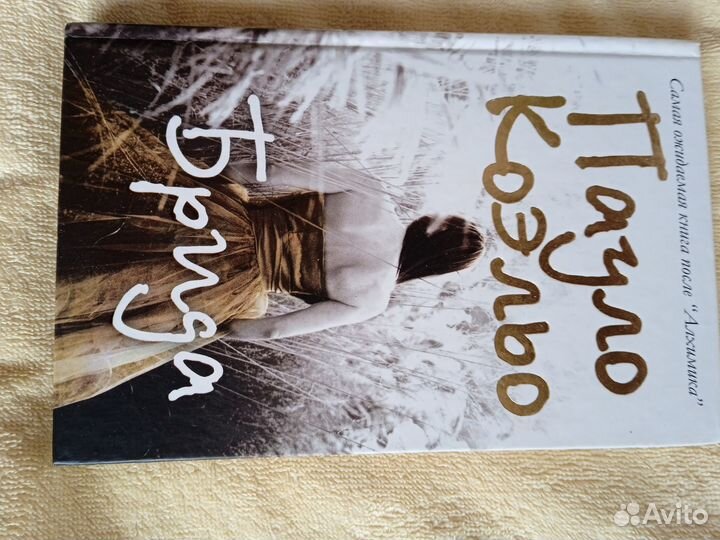 Самая ожидаемая книга после "Алхимика"
Пауло
Коэльо
Брида
Avito